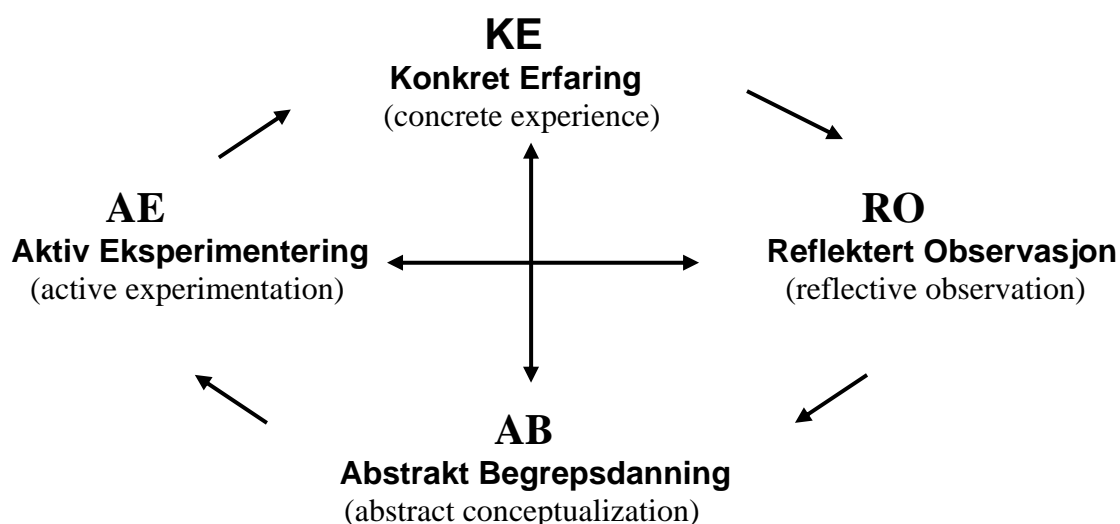 KE
Konkret Erfaring
(concrete experience)
AE
Aktiv Eksperimentering
(active experimentation)
RO
Reflektert Observasjon
(reflective observation)
AB
Abstrakt Begrepsdanning
(abstract conceptualization)